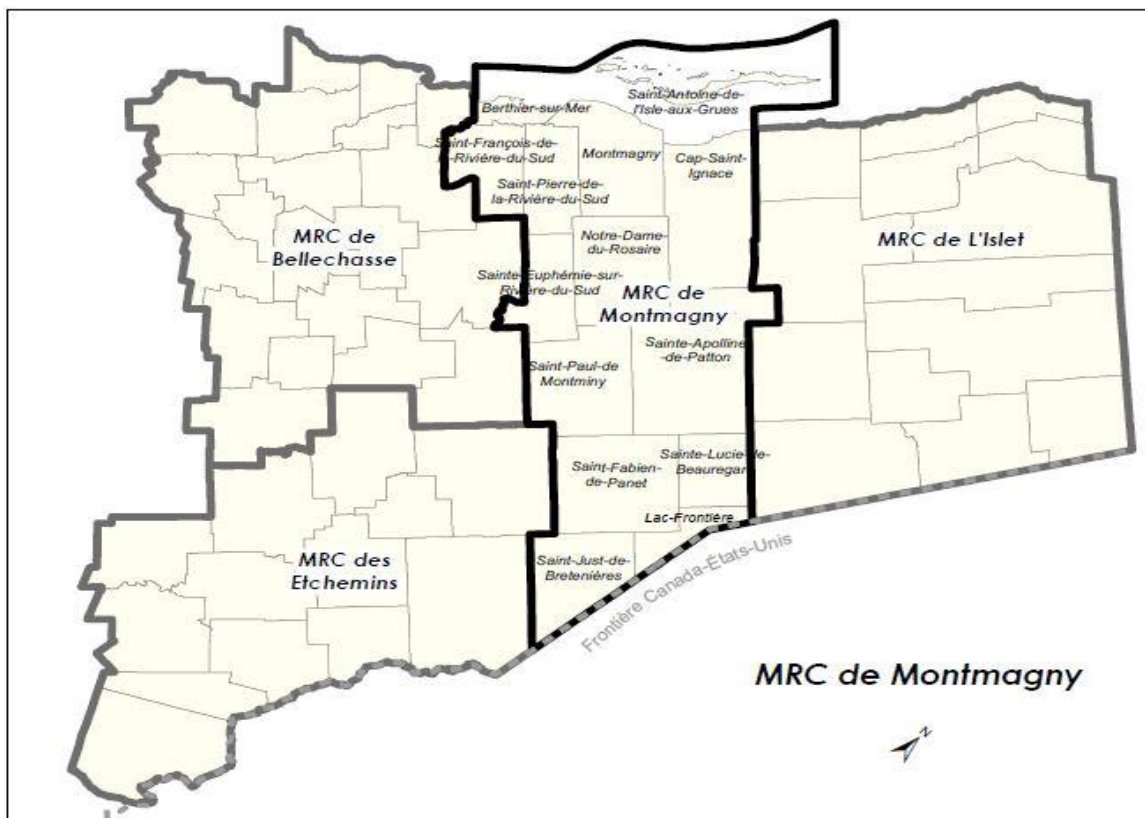 Berthier-sur-Mer
Saint-Antoine-de-
l'Isle-aux-Grues
Saint-François-de-
la-Rivière-du-Sud
Montmagny
Cap-Saint-
Ignace
Saint-Pierre-de-
la-Rivière-du-Sud
MRC de
Bellechasse
Notre-Dame-
du-Rosaire
MRC de L'Islet
Sainte-Euphémie-sur-
Rivière-du-Sud
MRC de
Montmagny
Sainte-Apolline
-de-Patton
Saint-Paul-de
Montminy
Saint-Fabien-
de-Panet
Sainte-Lucie-de-
Beauregar
Lac-Frontière
MRC des
Etchemins
Saint-Just-de-
Bretenières
Frontière Canada-États-Unis
MRC de Montmagny
N